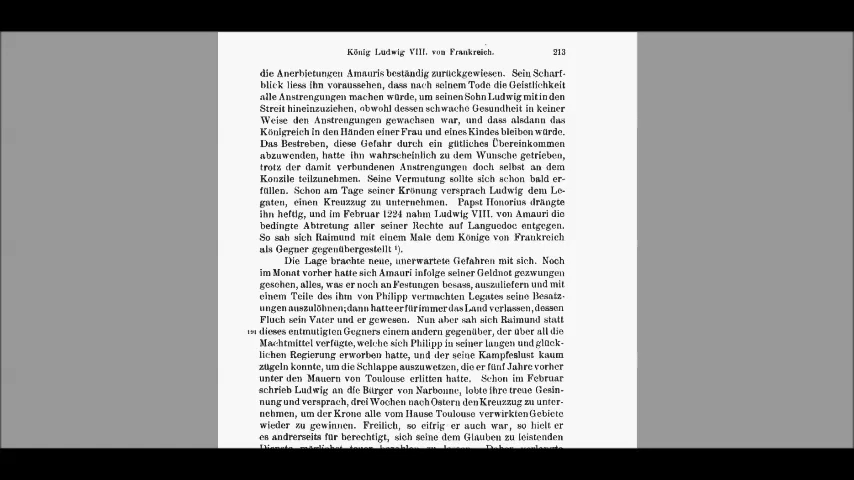 König Ludwig VIII. von Frankreich. 213
die Anerbietungen Amauris beständig zurückgewiesen. Sein Scharf-
blick liess ihn voraussehen, dass nach seinem Tode die Geistlichkeit
alle Anstrengungen machen würde, um seinen Sohn Ludwig mit in den
Streit hineinzuziehen, obwohl dessen schwache Gesundheit in keiner
Weise den Anstrengungen gewachsen war, und dass alsdann das
Königreich in den Händen einer Frau und eines Kindes bleiben würde.
Das Bestreben, diese Gefahr durch ein gütliches Übereinkommen
abzuwenden, hatte ihn wahrscheinlich zu dem Wunsche getrieben,
trotz der damit verbundenen Anstrengungen doch selbst an dem
Konzile teilzunehmen. Seine Vermutung sollte sich schon bald er-
füllen. Schon am Tage seiner Krönung versprach Ludwig dem Le-
gaten, einen Kreuzzug zu unternehmen. Papst Honorius drängte
ihn heftig, und im Februar 1224 nahm Ludwig VIII. von Amauri die
bedingte Abtretung aller seiner Rechte auf Languedoc entgegen.
So sah sich Raimund mit einem Male dem Könige von Frankreich
als Gegner gegenübergestellt ¹).
Die Lage brachte neue, unerwartete Gefahren mit sich. Noch
im Monat vorher hatte sich Amauri infolge seiner Geldnot gezwungen
gesehen, alles, was er noch an Festungen besass, auszuliefern und mit
einem Teile des ihm von Philipp vermachten Legates seine Besatz-
ungen auszulöhnen; dann hatte er für immer das Land verlassen, dessen
Fluch sein Vater und er gewesen. Nun aber sah sich Raimund statt
191 dieses entmutigten Gegners einem andern gegenüber, der über all die
Machtmittel verfügte, welche sich Philipp in seiner langen und glück-
lichen Regierung erworben hatte, und der seine Kampfeslust kaum
zügeln konnte, um die Schlappe auszuwetzen, die er fünf Jahre vorher
unter den Mauern von Toulouse erlitten hatte. Schon im Februar
schrieb Ludwig an die Bürger von Narbonne, lobte ihre treue Gesin-
nung und versprach, drei Wochen nach Ostern den Kreuzzug zu unter-
nehmen, um der Krone alle vom Hause Toulouse verwirkten Gebiete
wieder zu gewinnen. Freilich, so eifrig er auch war, so hielt er
es andrerseits für berechtigt, sich seine dem Glauben zu leistenden